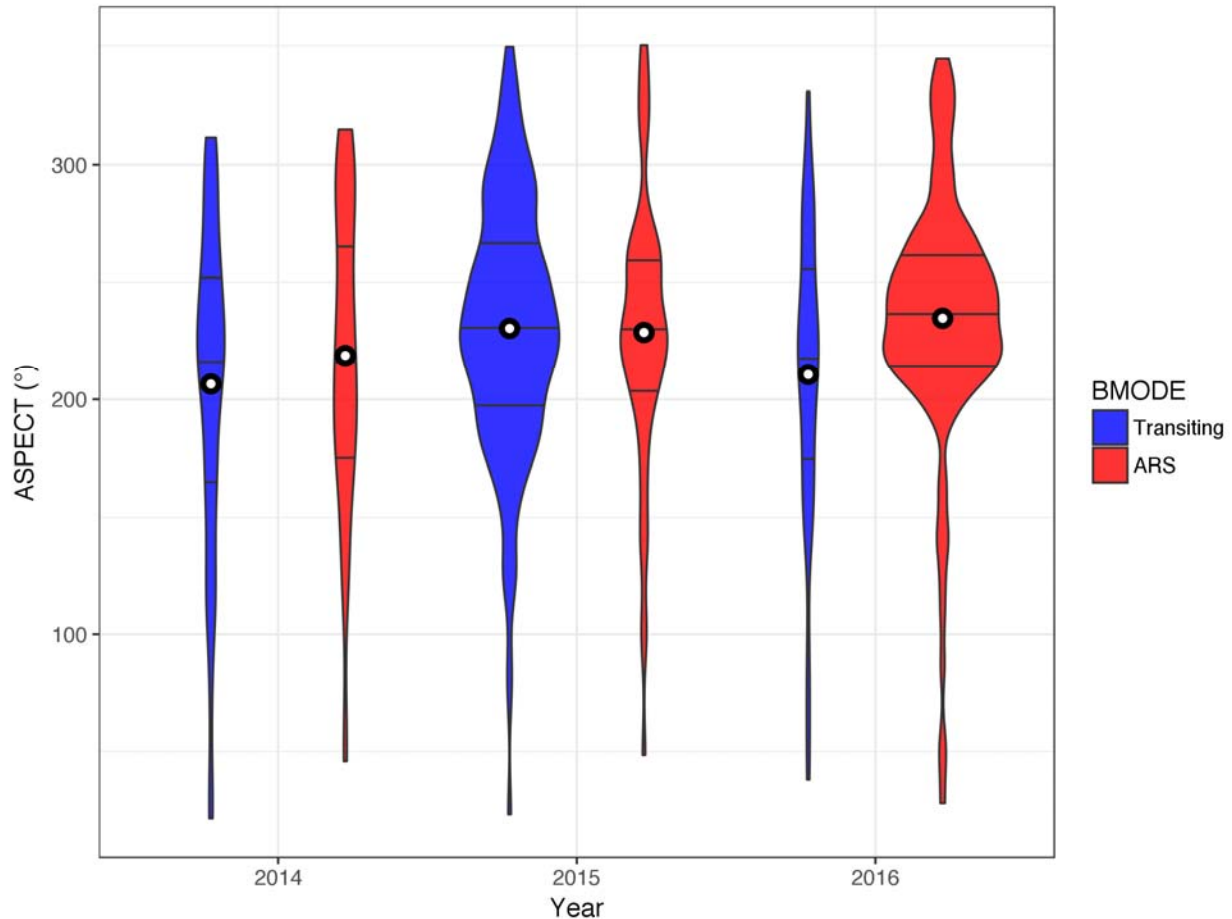 300
200
100
ASPECT (°)
2014
2015
2016
Year
BMODE
Transiting
ARS